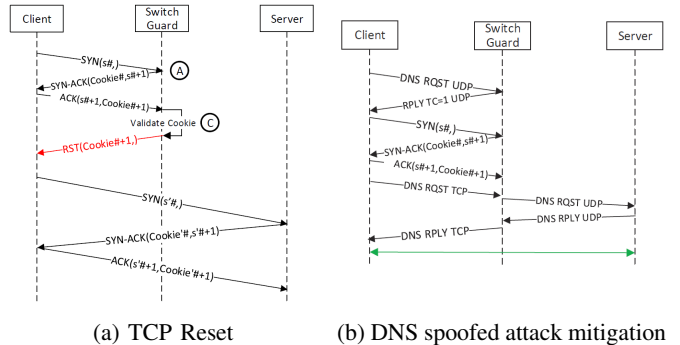 Client
Switch
Guard
Server
SYN(s#,)
A
SYN-ACK(Cookie#,s#+1)
ACK(s#+1,Cookie#+1)
Validate Cookie
C
RST(Cookie#+1,)
SYN(s'#,)
SYN-ACK(Cookie'#,s'#+1)
ACK(s'#+1,Cookie'#+1)
(a) TCP Reset
Client
Switch
Guard
Server
DNS RQST UDP
RPLY TC=1 UDP
SYN(s#,)
SYN-ACK(Cookie#,s#+1)
ACK(s#+1,Cookie#+1)
DNS RQST TCP
DNS RQST UDP
DNS RPLY UDP
DNS RPLY TCP
(b) DNS spoofed attack mitigation